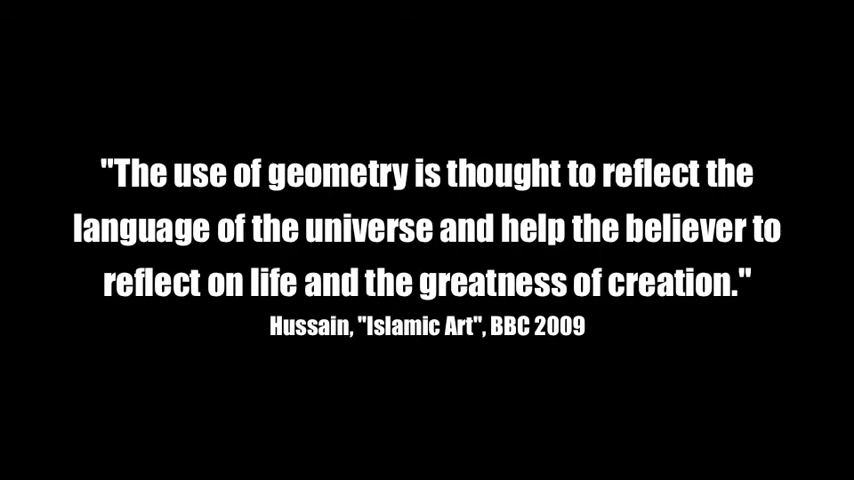 "The use of geometry is thought to reflect the
language of the universe and help the believer to
reflect on life and the greatness of creation."
Hussain, "Islamic Art", BBC 2009